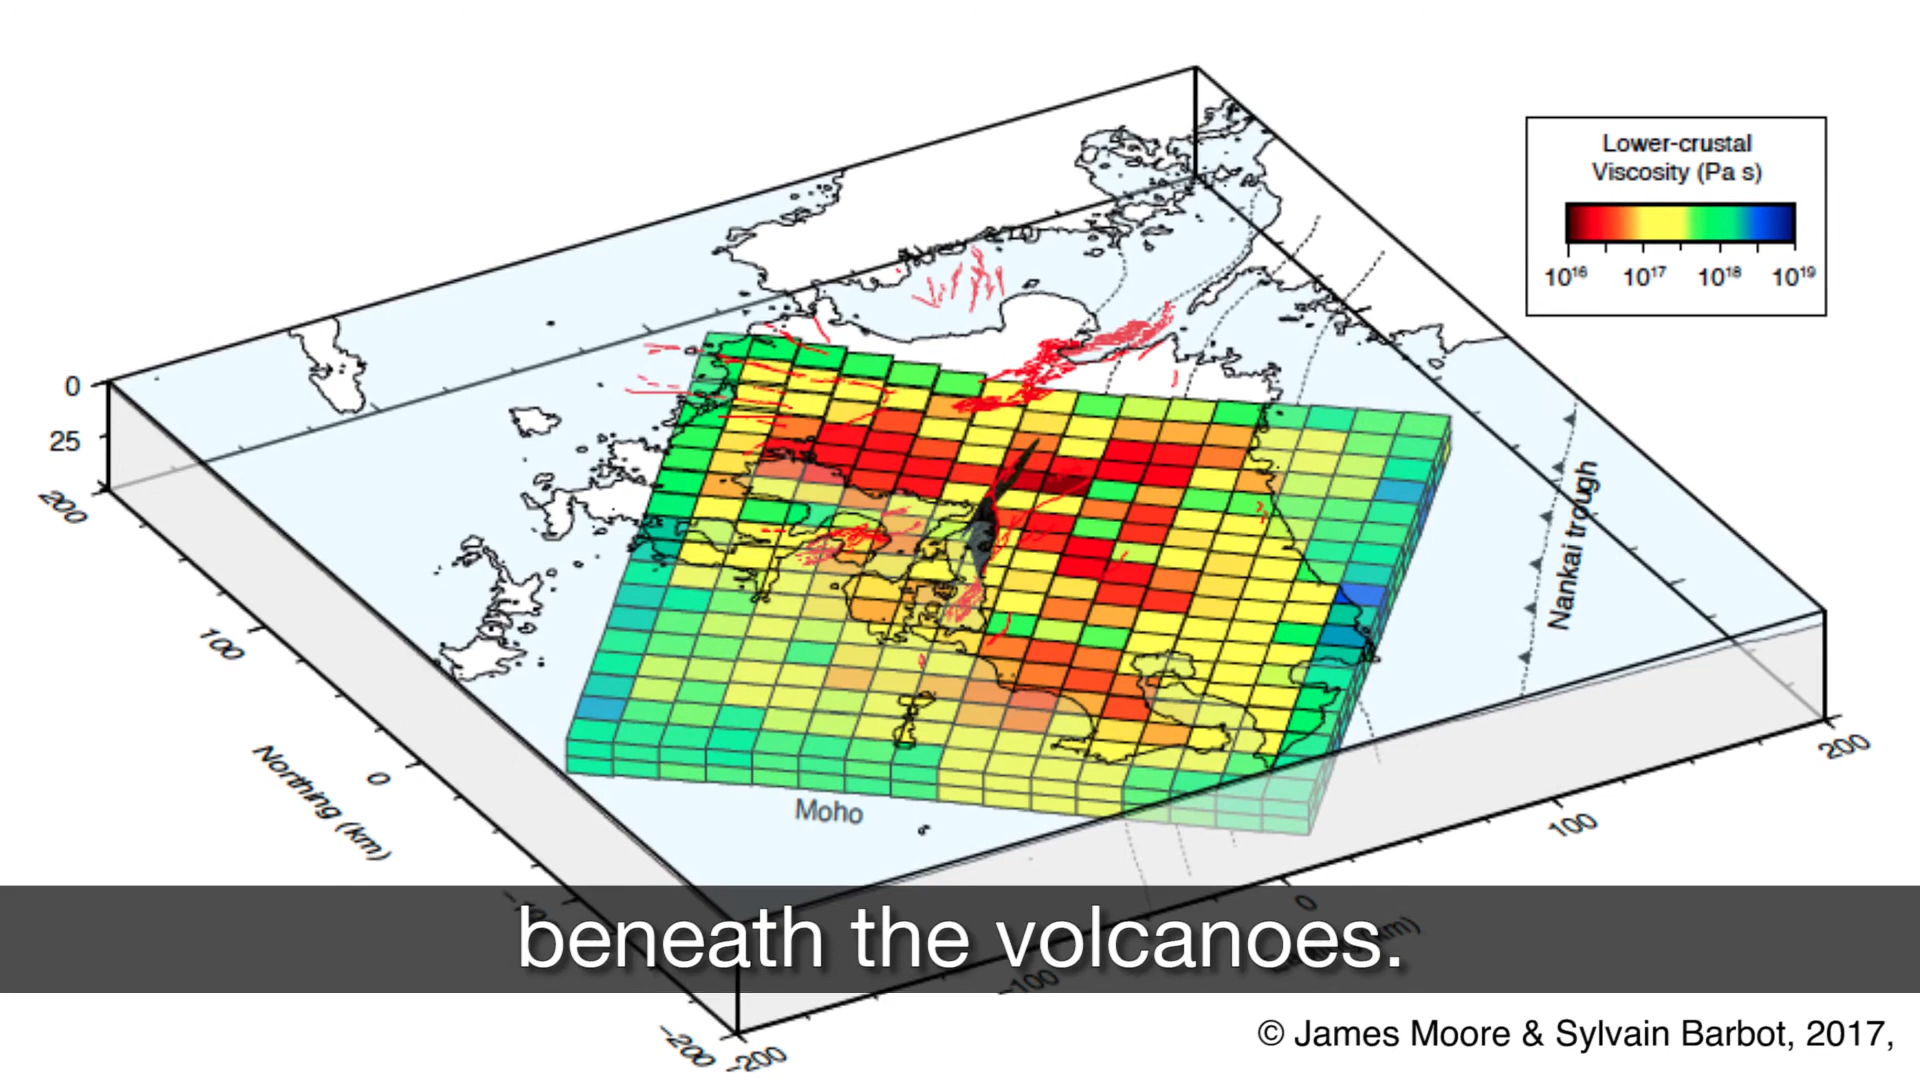 Lower-crustal
Viscosity (Pa s)
10¹⁶ 10¹⁷ 10¹⁸ 10¹⁹
0
25
200
100
0
Northing (km)
-200
Nankai trough
Moho
200
100
0
-100
-200
beneath the volcanoes.
© James Moore & Sylvain Barbot, 2017,